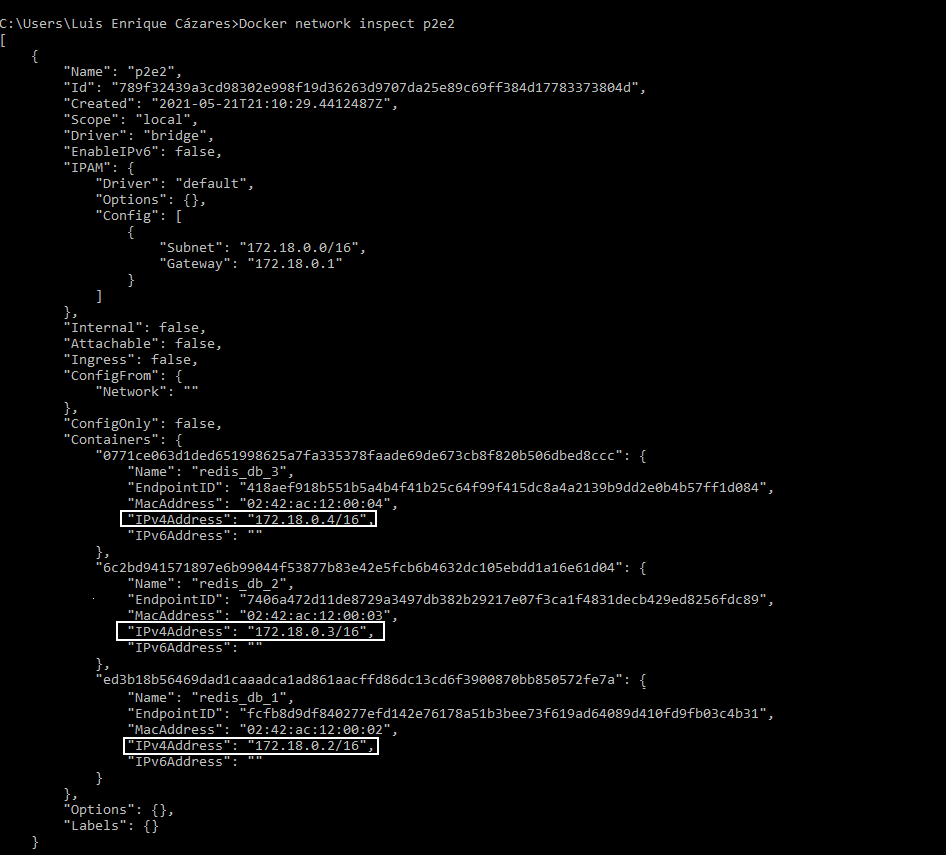 C:\Users\Luis Enrique Cázares>Docker network inspect p2e2
[
    {
        "Name": "p2e2",
        "Id": "789f32439a3cd98302e998f19d36263d9707da25e89c69ff384d17783373804d",
        "Created": "2021-05-21T21:10:29.4412487Z",
        "Scope": "local",
        "Driver": "bridge",
        "EnableIPv6": false,
        "IPAM": {
            "Driver": "default",
            "Options": {},
            "Config": [
                {
                    "Subnet": "172.18.0.0/16",
                    "Gateway": "172.18.0.1"
                }
            ]
        },
        "Internal": false,
        "Attachable": false,
        "Ingress": false,
        "ConfigFrom": {
            "Network": ""
        },
        "ConfigOnly": false,
        "Containers": {
            "0771ce063d1ded651998625a7fa335378faade69de673cb8f820b506dbed8ccc": {
                "Name": "redis_db_3",
                "EndpointID": "418aef918b551b5a4b4f41b25c64f99f415dc8a4a2139b9dd2e0b4b57ff1d084",
                "MacAddress": "02:42:ac:12:00:04",
                "IPv4Address": "172.18.0.4/16",
                "IPv6Address": ""
            },
            "6c2bd941571897e6b99044f53877b83e42e5fcb6b4632dc105ebdd1a16e61d04": {
                "Name": "redis_db_2",
                "EndpointID": "7406a472d11de8729a3497db382b29217e07f3ca1f4831decb429ed8256fdc89",
                "MacAddress": "02:42:ac:12:00:03",
                "IPv4Address": "172.18.0.3/16",
                "IPv6Address": ""
            },
            "ed3b18b56469dad1caaadca1ad861aacffd86dc13cd6f3900870bb850572fe7a": {
                "Name": "redis_db_1",
                "EndpointID": "fcfb8d9df840277efd142e76178a51b3bee73f619ad64089d410fd9fb03c4b31",
                "MacAddress": "02:42:ac:12:00:02",
                "IPv4Address": "172.18.0.2/16",
                "IPv6Address": ""
            }
        },
        "Options": {},
        "Labels": {}
    }